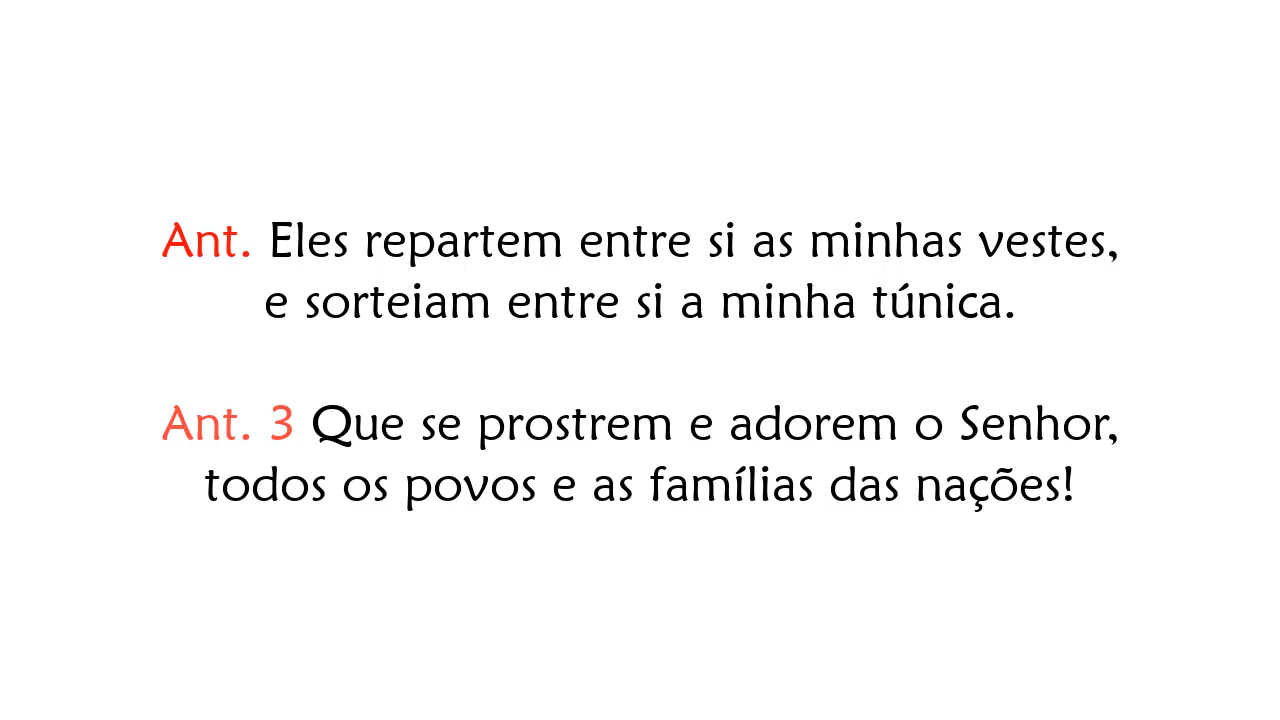 Ant. Eles repartem entre si as minhas vestes,
e sorteiam entre si a minha túnica.
Ant. 3 Que se prostrem e adorem o Senhor,
todos os povos e as famílias das nações!